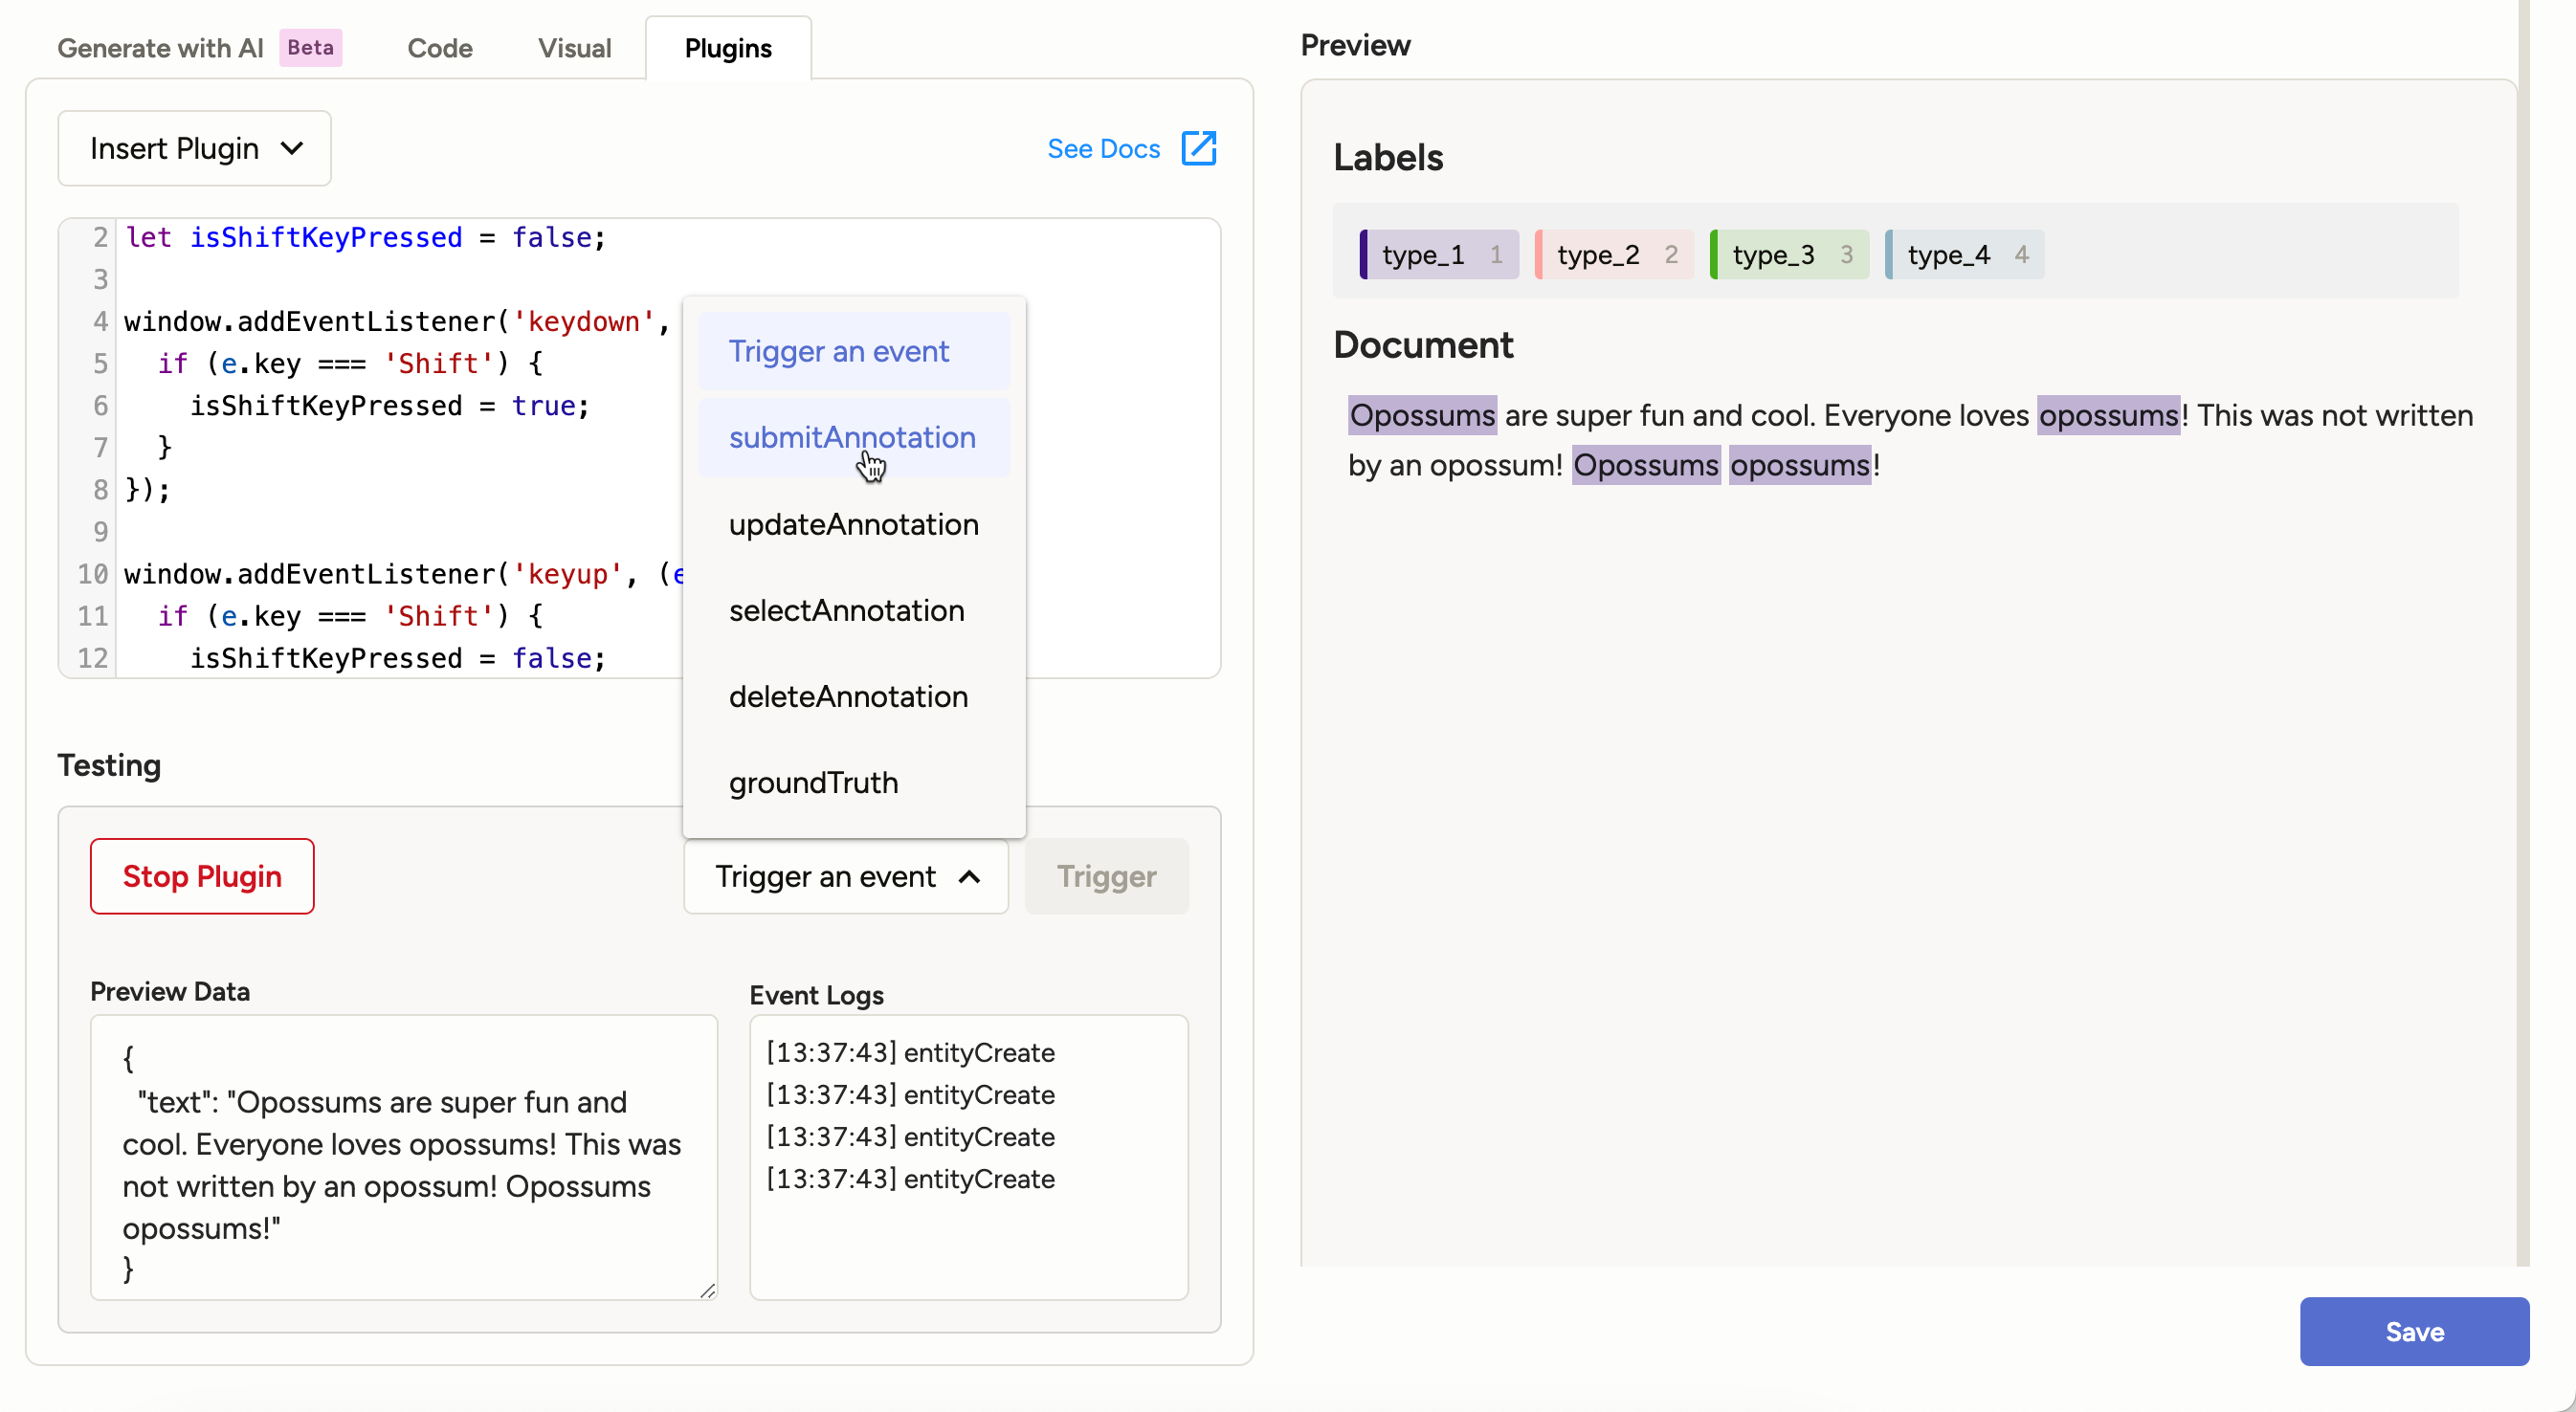 Generate with AI Beta Code Visual Plugins
Insert Plugin
See Docs
2 let isShiftKeyPressed = false;
3
4 window.addEventListener('keydown',
5 if (e.key === 'Shift') {
6 isShiftKeyPressed = true;
7 }
8 });
9
10 window.addEventListener('keyup', (e
11 if (e.key === 'Shift') {
12 isShiftKeyPressed = false;
Trigger an event
submitAnnotation
updateAnnotation
selectAnnotation
deleteAnnotation
groundTruth
Testing
Stop Plugin
Trigger an event
Trigger
Preview Data
{
"text": "Opossums are super fun and
cool. Everyone loves opossums! This was
not written by an opossum! Opossums
opossums!"
}
Event Logs
[13:37:43] entityCreate
[13:37:43] entityCreate
[13:37:43] entityCreate
[13:37:43] entityCreate
Preview
Labels
type_1 1 type_2 2 type_3 3 type_4 4
Document
Opossums are super fun and cool. Everyone loves opossums! This was not written
by an opossum! Opossums opossums!
Save